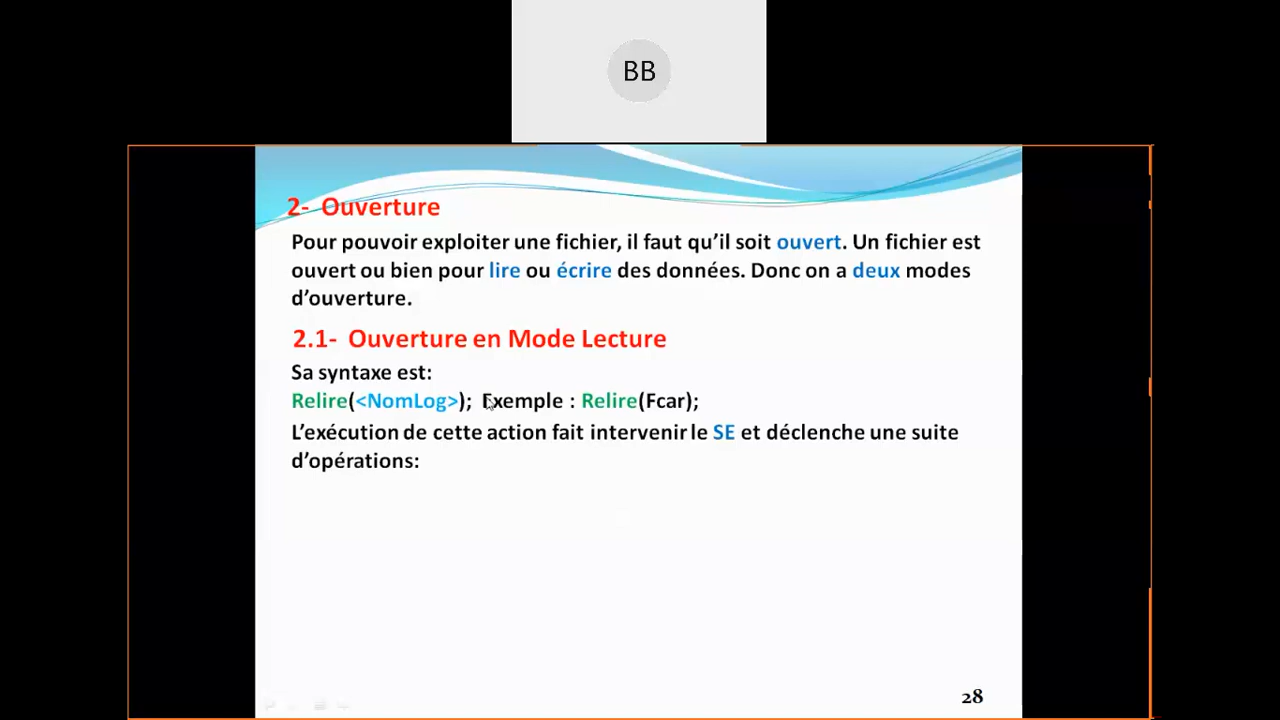 BB
2- Ouverture
Pour pouvoir exploiter une fichier, il faut qu’il soit ouvert. Un fichier est
ouvert ou bien pour lire ou écrire des données. Donc on a deux modes
d’ouverture.
2.1- Ouverture en Mode Lecture
Sa syntaxe est:
Relire(<NomLog>); Exemple : Relire(Fcar);
L’exécution de cette action fait intervenir le SE et déclenche une suite
d’opérations:
28